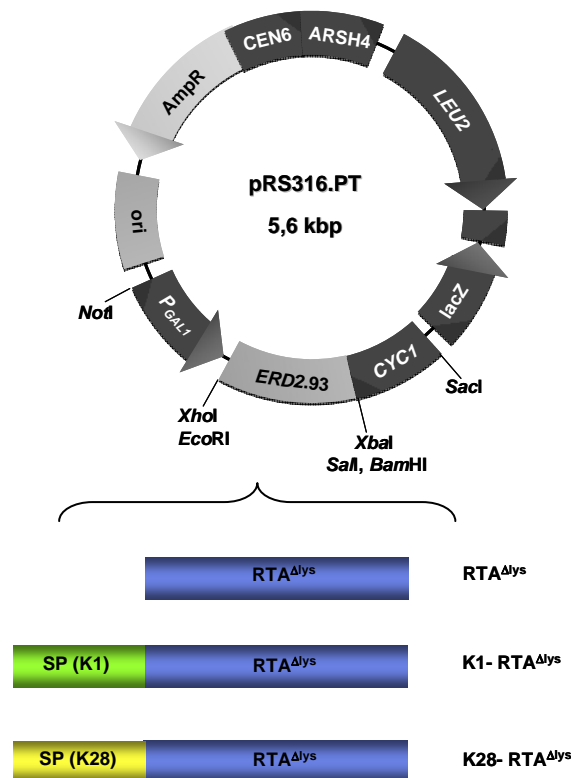 CEN6
ARSH4
AmpR
LEU2
pRS316.PT
5,6 kbp
ori
lacZ
NotI
PGAL1
ERD2.93
CYC1
SacI
XhoI
EcoRI
XbaI
SalI, BamHI
RTAΔlys
RTAΔlys
SP (K1)
RTAΔlys
K1- RTAΔlys
SP (K28)
RTAΔlys
K28- RTAΔlys